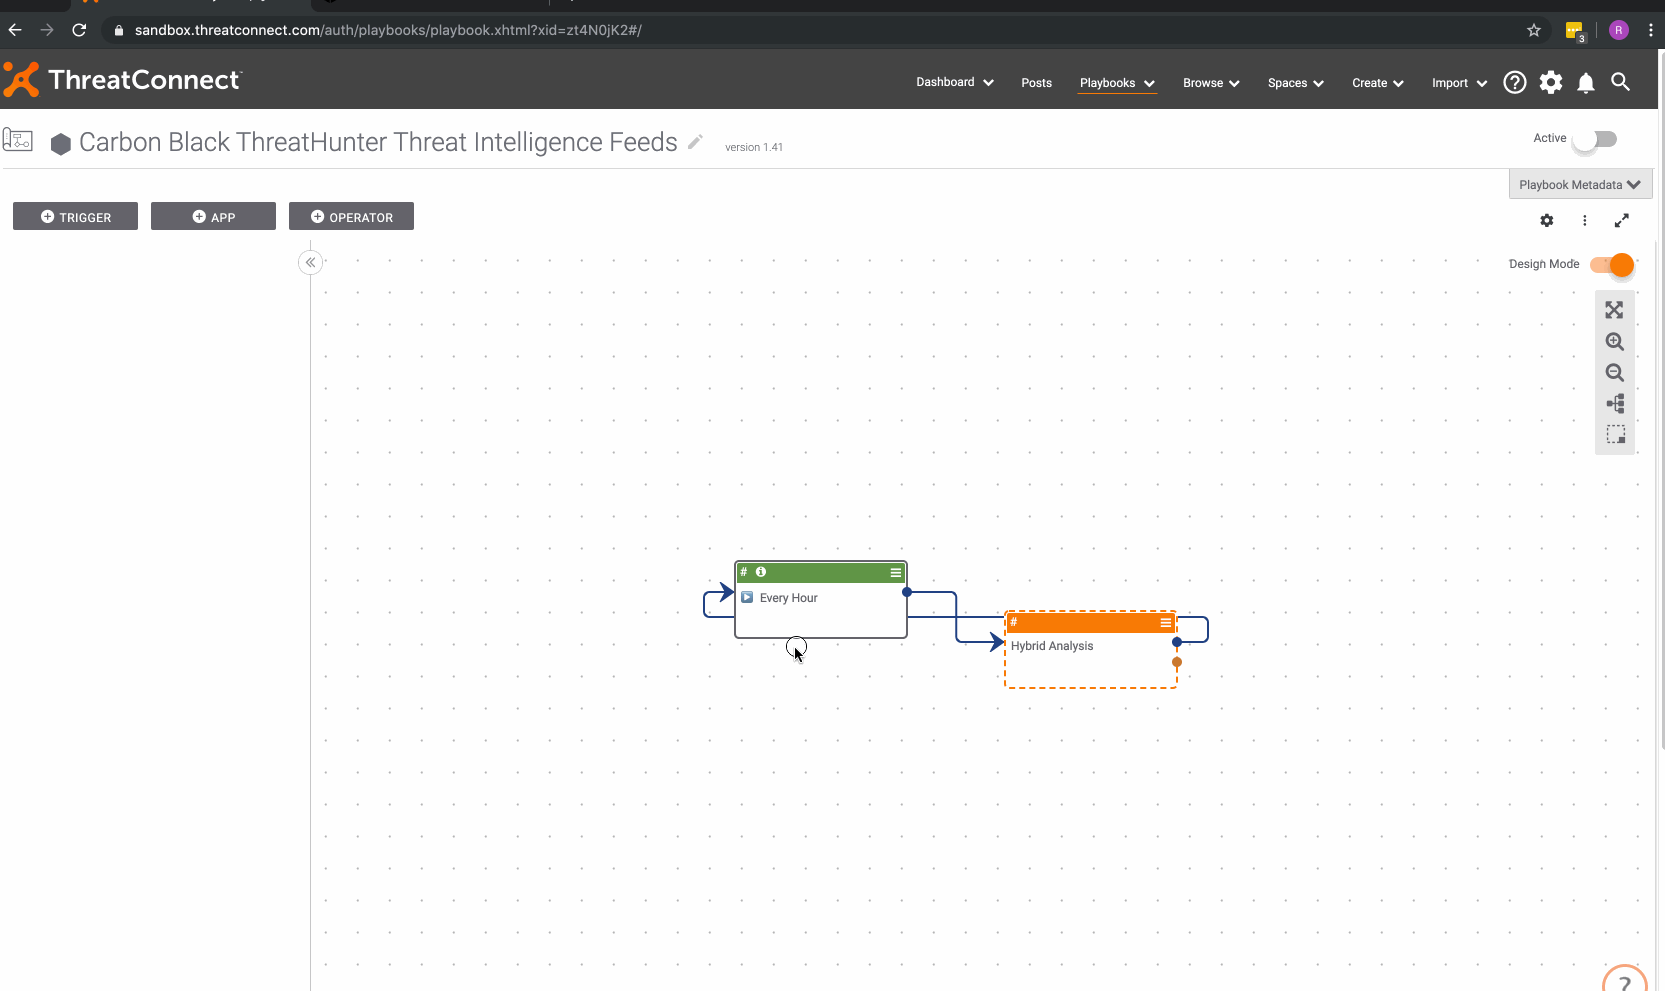 sandbox.threatconnect.com/auth/playbooks/playbook.xhtml?xid=zt4N0jK2#/
3
R
ThreatConnect
Dashboard
Posts
Playbooks
Browse
Spaces
Create
Import
Carbon Black ThreatHunter Threat Intelligence Feeds
version 1.41
Active
Playbook Metadata
TRIGGER
APP
OPERATOR
Design Mode
#
Every Hour
#
Hybrid Analysis
?